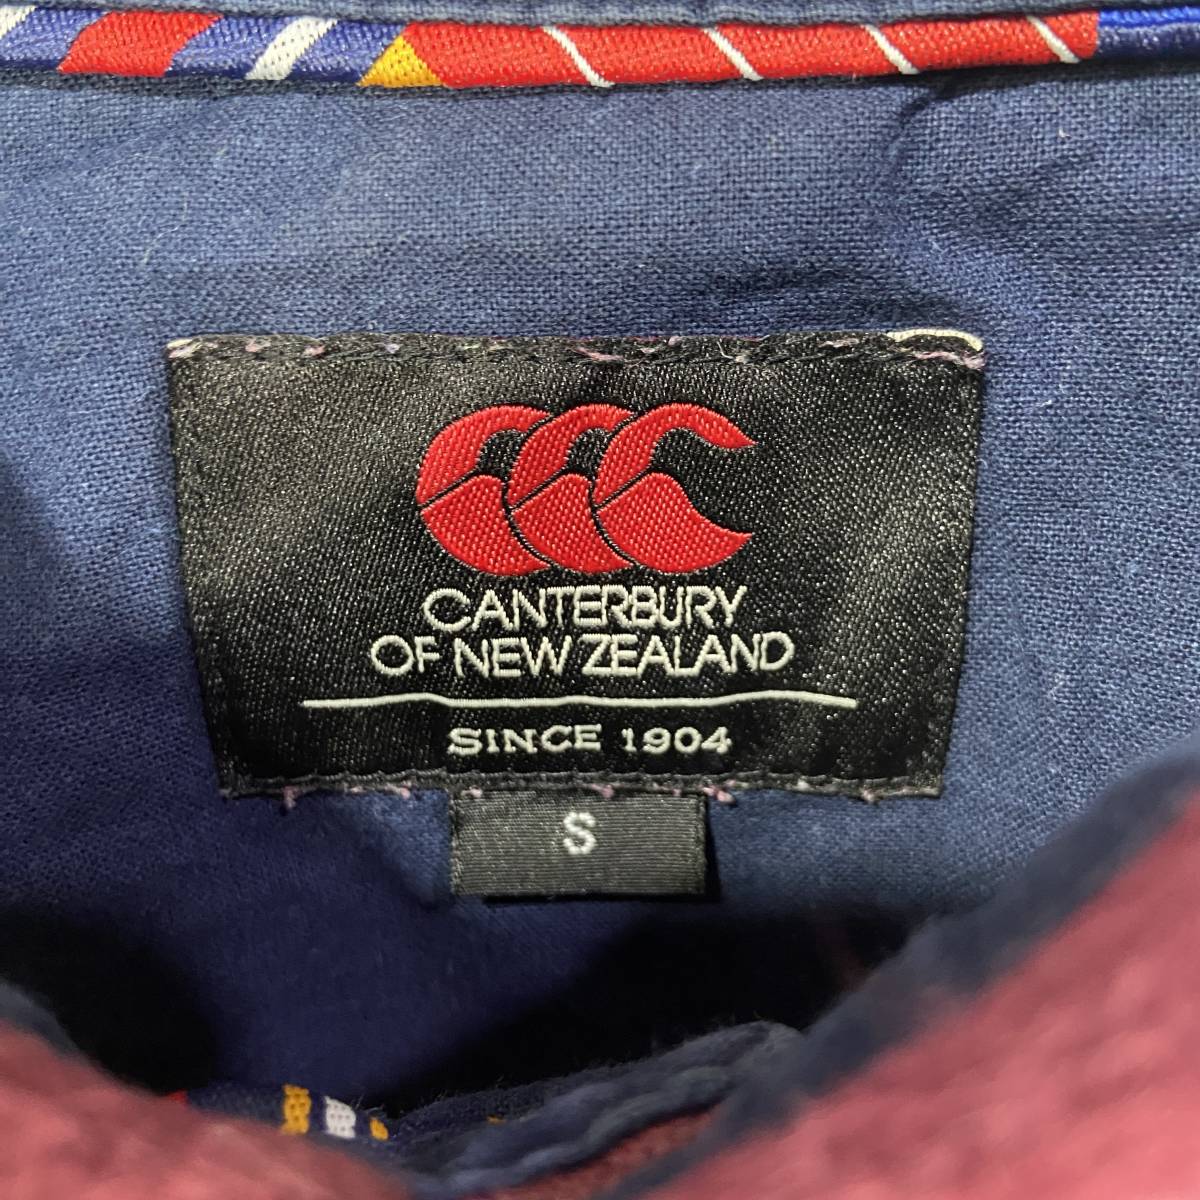 CANTERBURY
OF NEW ZEALAND
SINCE 1904
S